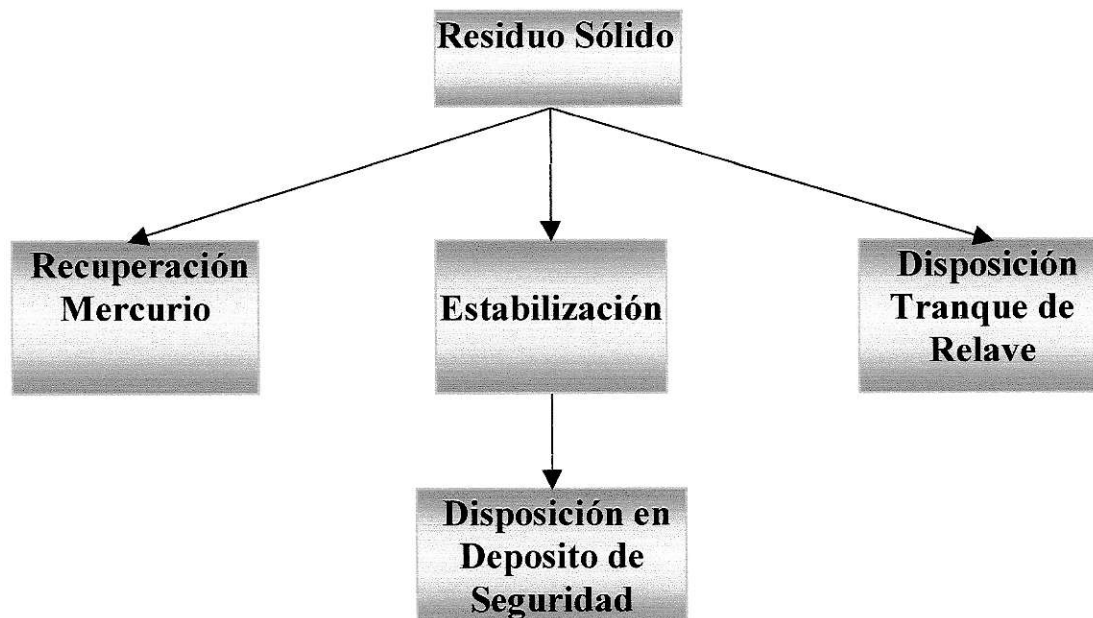 Residuo Sólido
Recuperación
Mercurio
Estabilización
Disposición
Tranque de
Relave
Disposición en
Deposito de
Seguridad